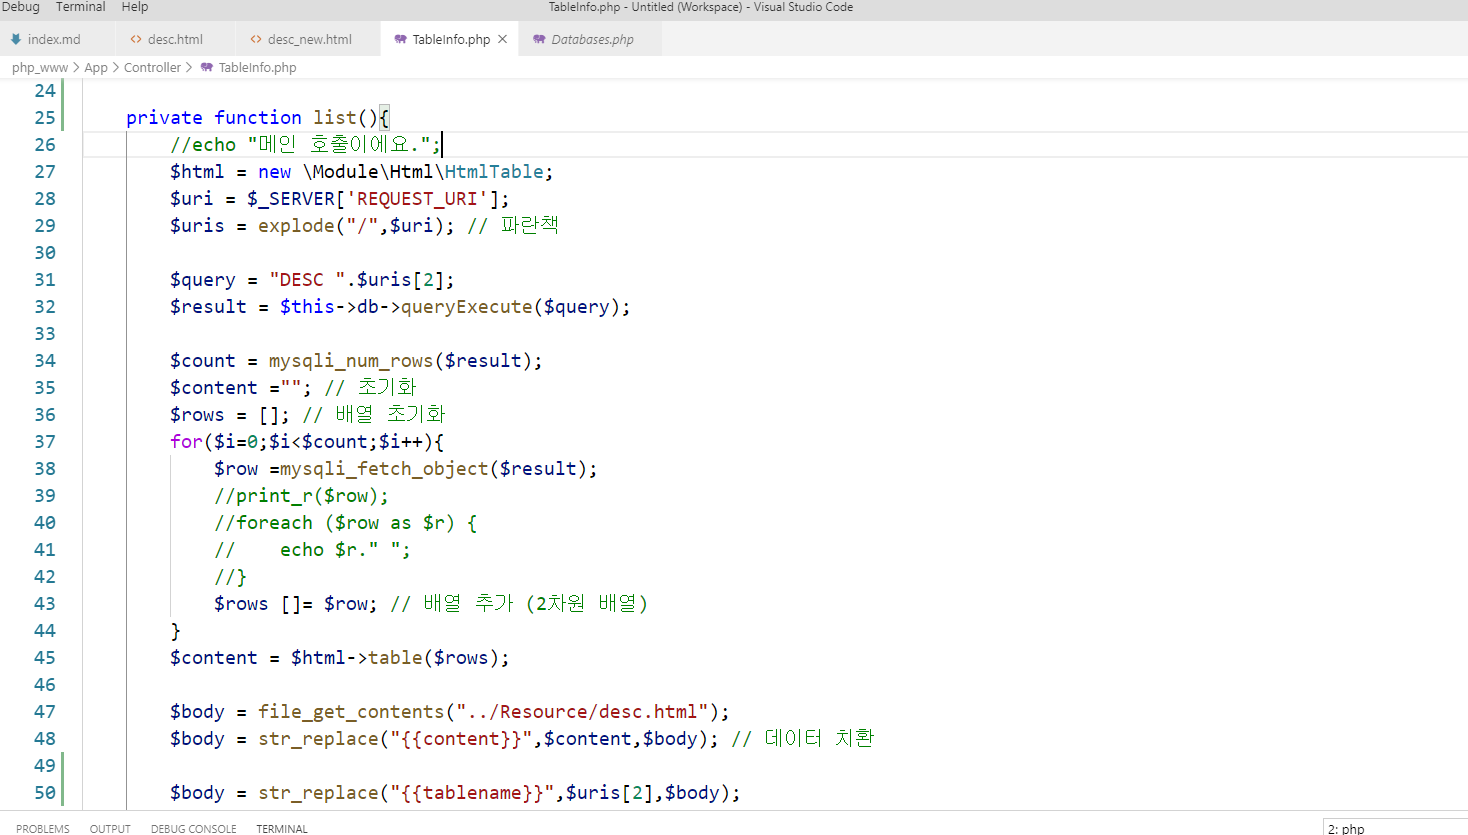 Debug Terminal Help TableInfo.php - Untitled (Workspace) - Visual Studio Code
index.md <> desc.html <> desc_new.html TableInfo.php × Databases.php
php_www > App > Controller > TableInfo.php
24
25     private function list(){
26         //echo "메인 호출이에요.";
27         $html = new \Module\Html\HtmlTable;
28         $uri = $_SERVER['REQUEST_URI'];
29         $uris = explode("/",$uri); // 파란책
30
31         $query = "DESC ".$uris[2];
32         $result = $this->db->queryExecute($query);
33
34         $count = mysqli_num_rows($result);
35         $content =""; // 초기화
36         $rows = []; // 배열 초기화
37         for($i=0;$i<$count;$i++){
38             $row =mysqli_fetch_object($result);
39             //print_r($row);
40             //foreach ($row as $r) {
41             //    echo $r." ";
42             //}
43             $rows []= $row; // 배열 추가 (2차원 배열)
44         }
45         $content = $html->table($rows);
46
47         $body = file_get_contents("../Resource/desc.html");
48         $body = str_replace("{{content}}",$content,$body); // 데이터 치환
49
50         $body = str_replace("{{tablename}}",$uris[2],$body);
PROBLEMS OUTPUT DEBUG CONSOLE TERMINAL 2: php